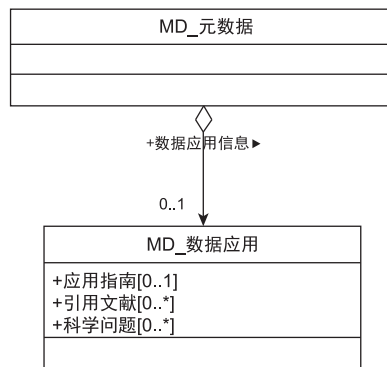 MD_元数据
+数据应用信息▶
0..1
MD_数据应用
+应用指南[0..1]
+引用文献[0..*]
+科学问题[0..*]